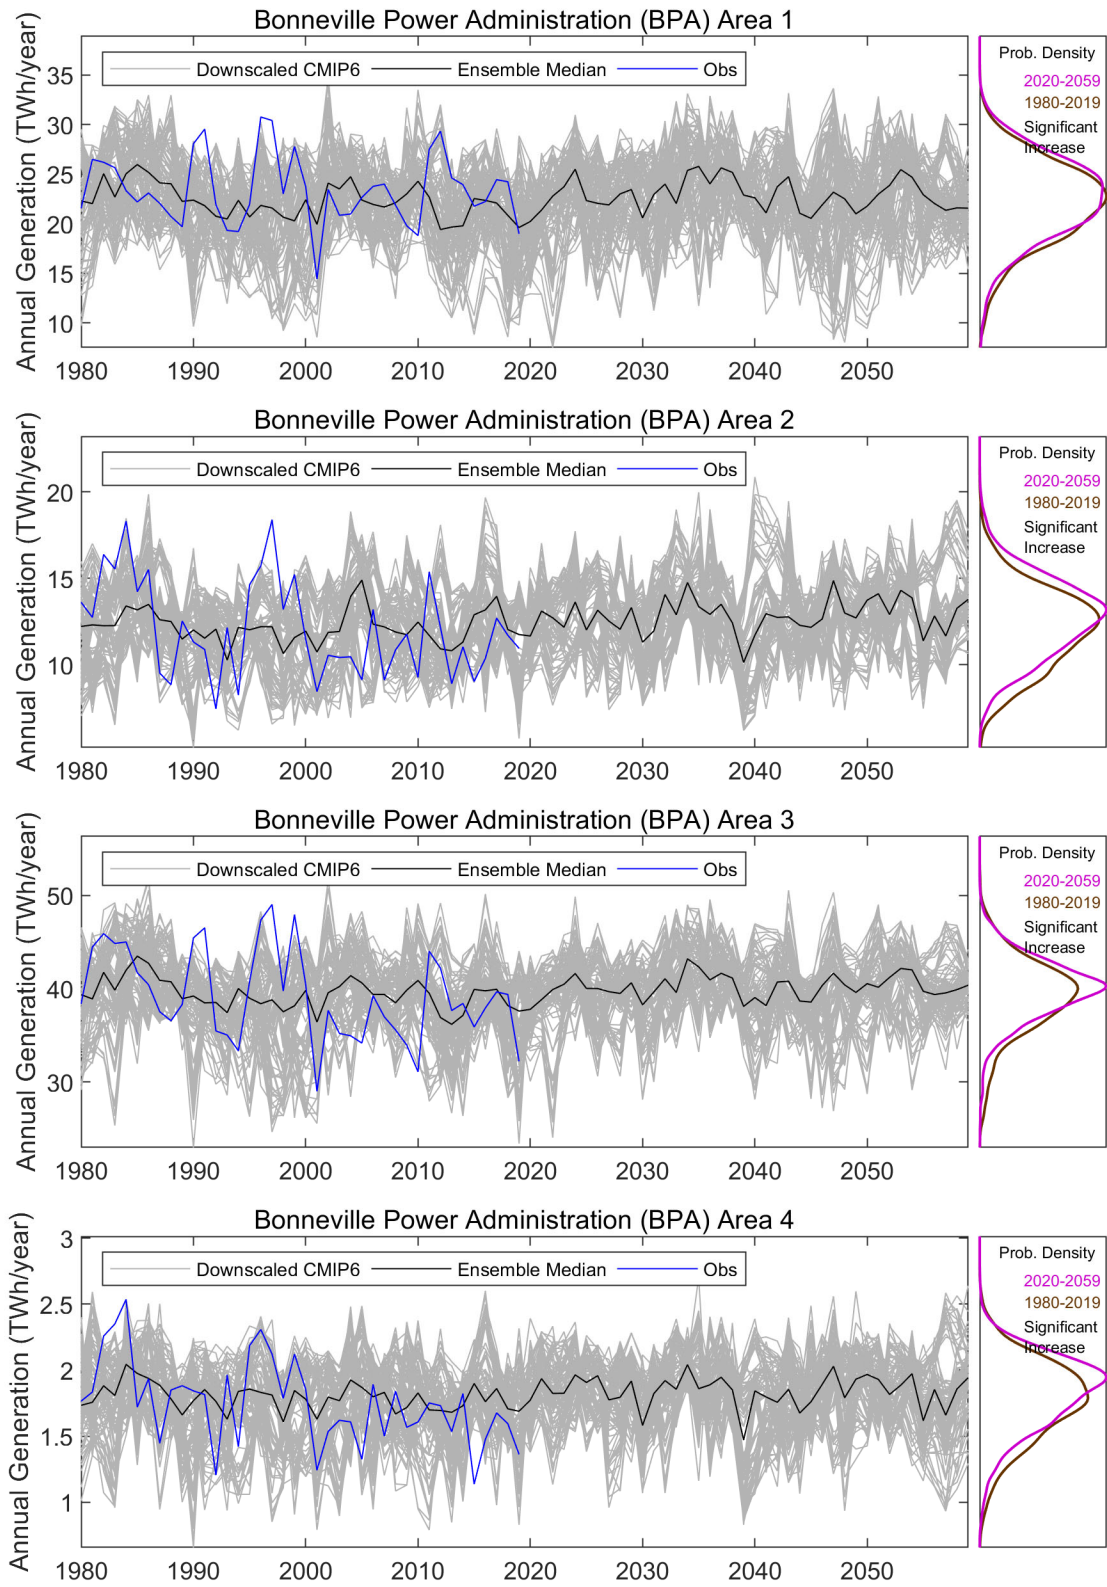 Bonneville Power Administration (BPA) Area 1
Annual Generation (TWh/year)
Downscaled CMIP6 Ensemble Median Obs
35
30
25
20
15
10
1980 1990 2000 2010 2020 2030 2040 2050
Prob. Density
2020-2059
1980-2019
Significant
Increase
Bonneville Power Administration (BPA) Area 2
Annual Generation (TWh/year)
Downscaled CMIP6 Ensemble Median Obs
20
15
10
1980 1990 2000 2010 2020 2030 2040 2050
Prob. Density
2020-2059
1980-2019
Significant
Increase
Bonneville Power Administration (BPA) Area 3
Annual Generation (TWh/year)
Downscaled CMIP6 Ensemble Median Obs
50
40
30
1980 1990 2000 2010 2020 2030 2040 2050
Prob. Density
2020-2059
1980-2019
Significant
Increase
Bonneville Power Administration (BPA) Area 4
Annual Generation (TWh/year)
Downscaled CMIP6 Ensemble Median Obs
3
2.5
2
1.5
1
1980 1990 2000 2010 2020 2030 2040 2050
Prob. Density
2020-2059
1980-2019
Significant
Increase